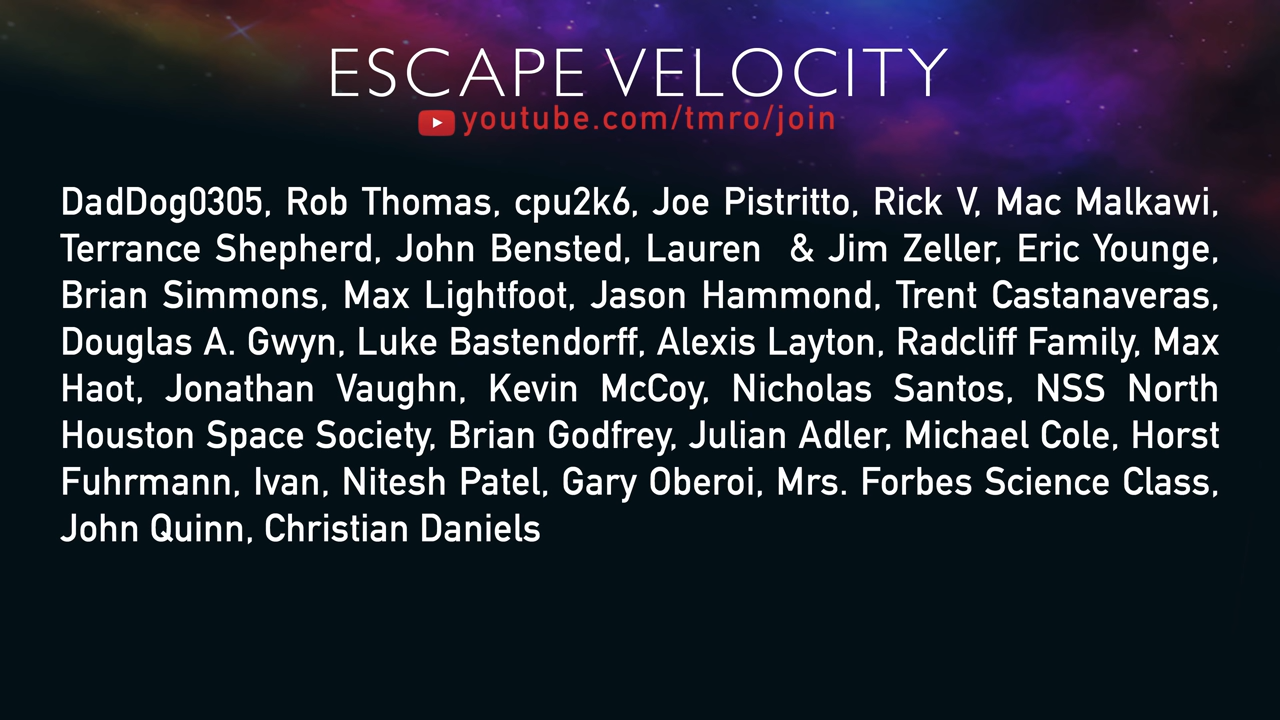 ESCAPE VELOCITY
youtube.com/tmro/join
DadDog0305, Rob Thomas, cpu2k6, Joe Pistritto, Rick V, Mac Malkawi,
Terrance Shepherd, John Bensted, Lauren & Jim Zeller, Eric Younge,
Brian Simmons, Max Lightfoot, Jason Hammond, Trent Castanaveras,
Douglas A. Gwyn, Luke Bastendorff, Alexis Layton, Radcliff Family, Max
Haot, Jonathan Vaughn, Kevin McCoy, Nicholas Santos, NSS North
Houston Space Society, Brian Godfrey, Julian Adler, Michael Cole, Horst
Fuhrmann, Ivan, Nitesh Patel, Gary Oberoi, Mrs. Forbes Science Class,
John Quinn, Christian Daniels